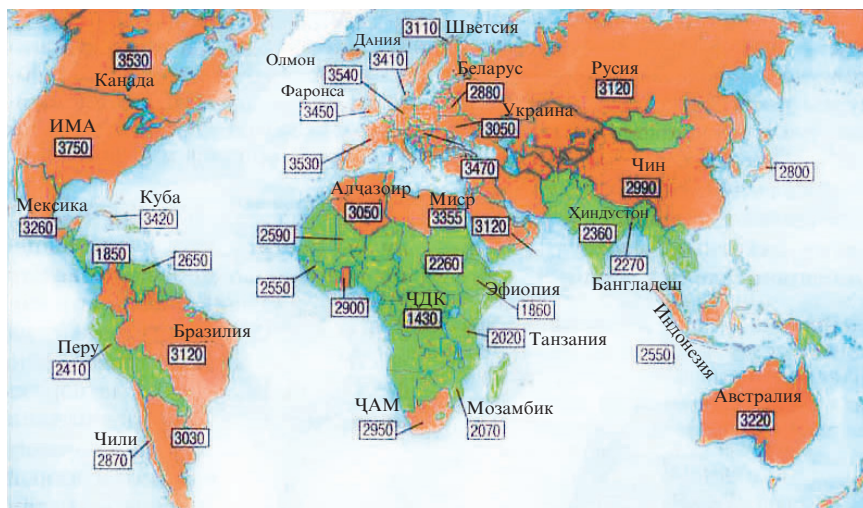 3110 Шветсия
Дания
3410
Олмон
3540
Фаронса
3450
Беларус
2880
Русия
3120
3530
Канада
ИМА
3750
Украина
3050
3530
3470
Чин
2990
2800
Мексика
3260
Куба
3420
Алчазоир
3050
Миср
3355
3120
Ҳиндустон
2360
2270
Бангладеш
1850
2650
2590
2550
2900
2260
Эфиопия
1860
ҶДК
1430
2020 Танзания
Индонезия
2550
Бразилия
3120
Перу
2410
ҶАМ
2950
Мозамбик
2070
Австралия
3220
Чили
2870
3030